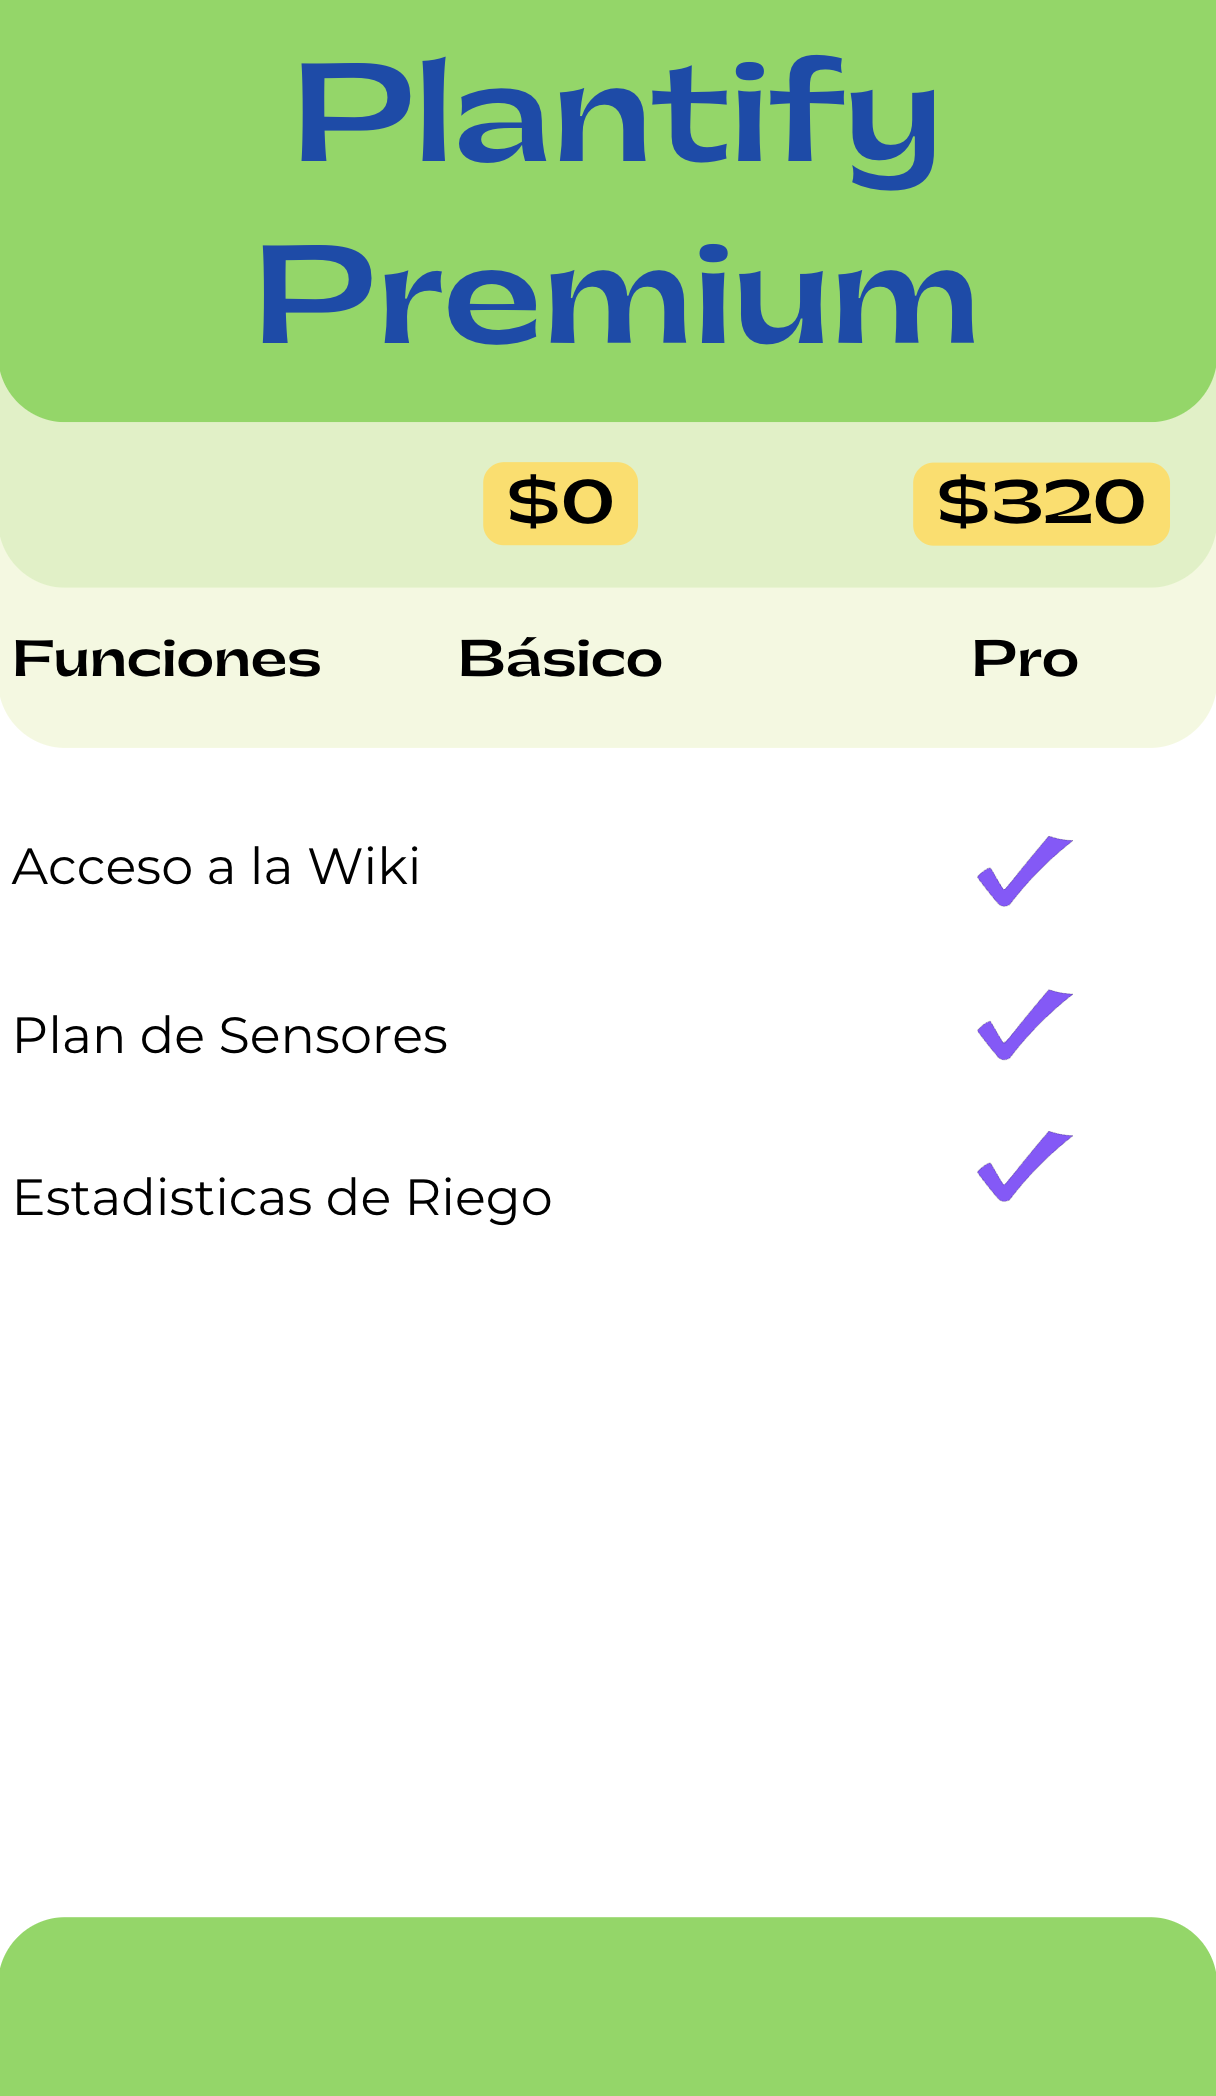 Plantify
Premium
$0 $320
Funciones Básico Pro
Acceso a la Wiki
Plan de Sensores
Estadisticas de Riego